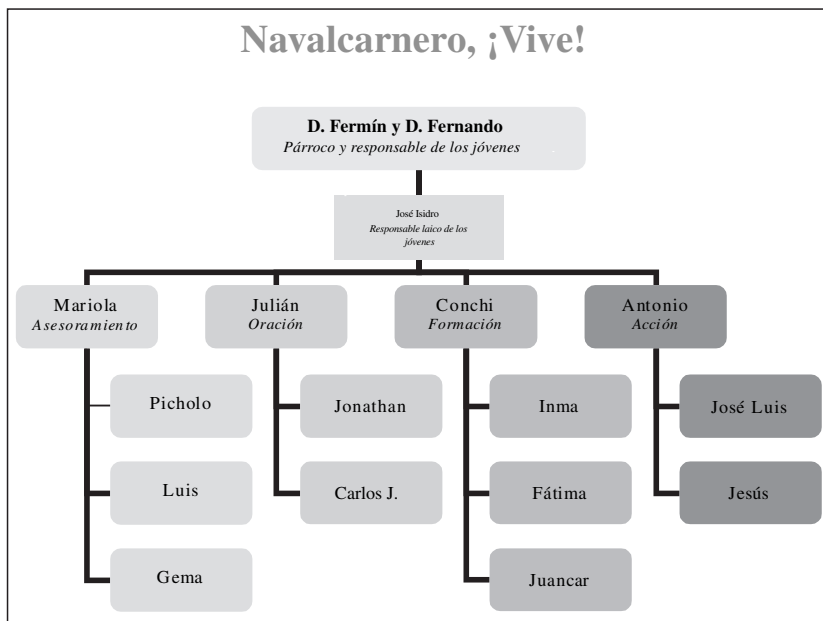 Navalcarnero, ¡Vive!
D. Fermín y D. Fernando
Párroco y responsable de los jóvenes
José Isidro
Responsable laico de los
jóvenes
Mariola
Asesoramiento
Julián
Oración
Conchi
Formación
Antonio
Acción
Picholo
Jonathan
Inma
José Luis
Luis
Carlos J.
Fátima
Jesús
Gema
Juancar